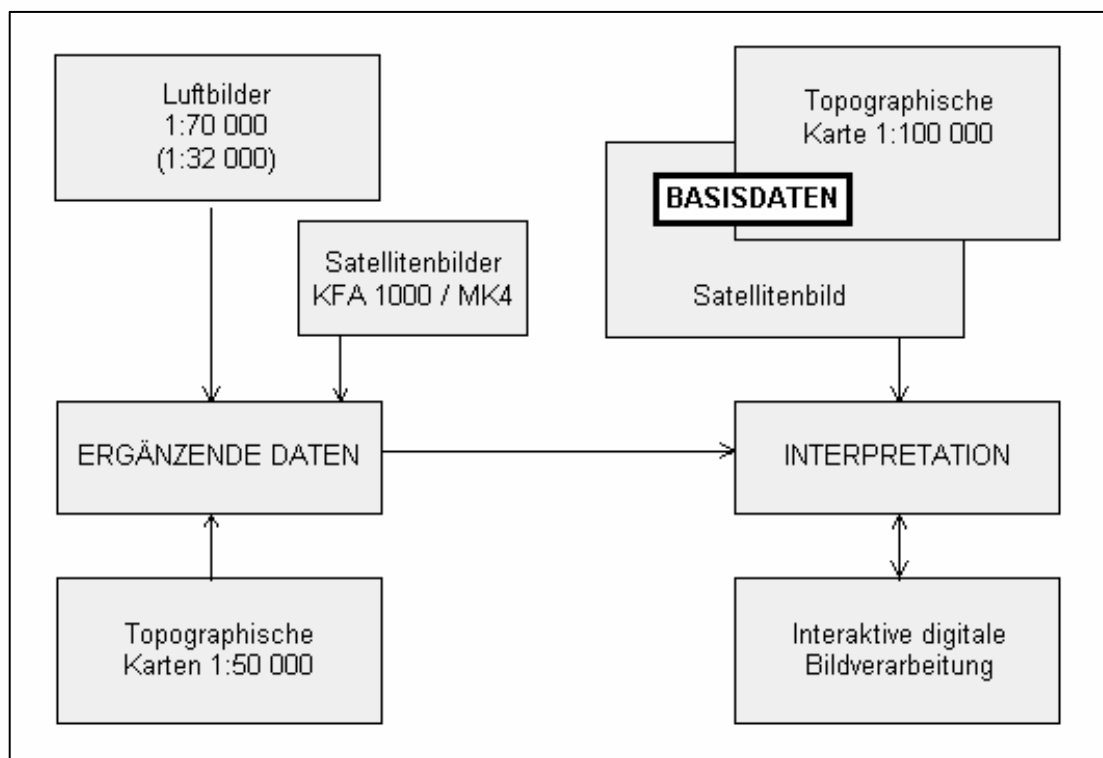 Luftbilder
1:70 000
(1:32 000)
Topographische
Karte 1:100 000
BASISDATEN
Satellitenbilder
KFA 1000 / MK4
Satellitenbild
ERGÄNZENDE DATEN
INTERPRETATION
Topographische
Karten 1:50 000
Interaktive digitale
Bildverarbeitung